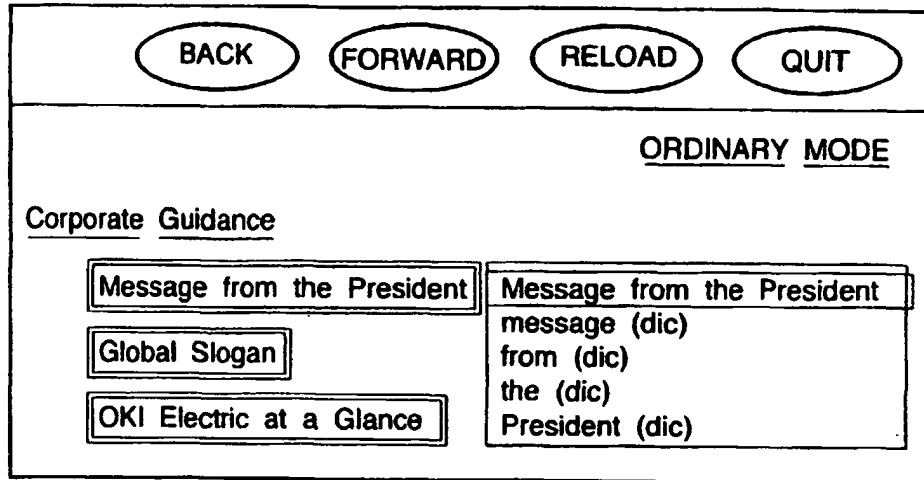 BACK FORWARD RELOAD QUIT
ORDINARY MODE
Corporate Guidance
Message from the President
Global Slogan
OKI Electric at a Glance
Message from the President
message (dic)
from (dic)
the (dic)
President (dic)